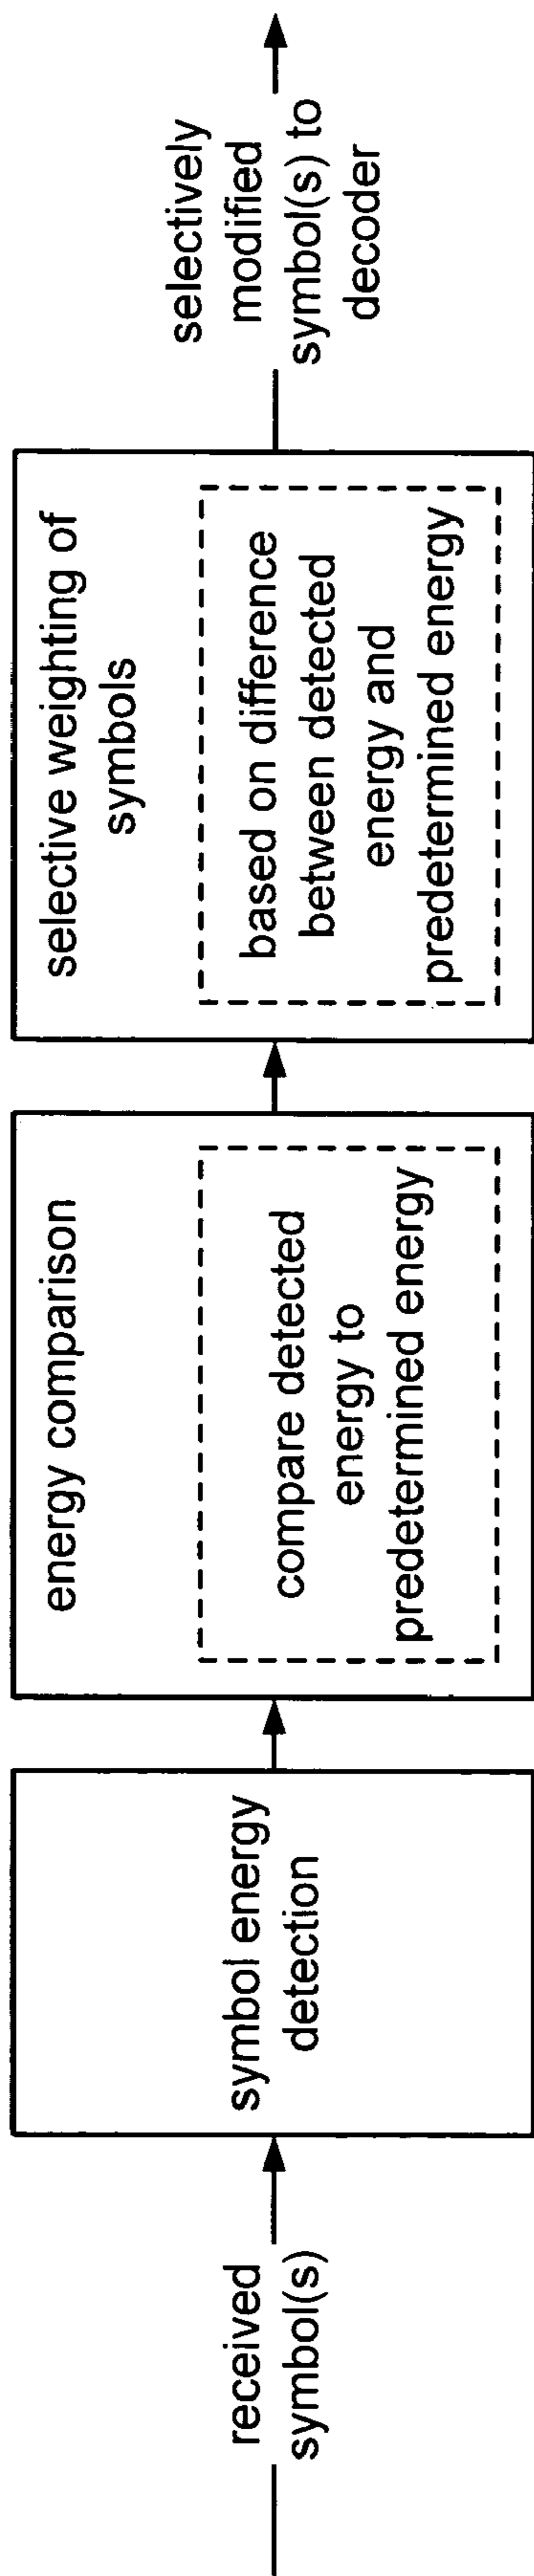 received
symbol(s)
symbol energy
detection
energy comparison
compare detected
energy to
predetermined energy
selective weighting of
symbols
based on difference
between detected
energy and
predetermined energy
selectively
modified
symbol(s) to
decoder